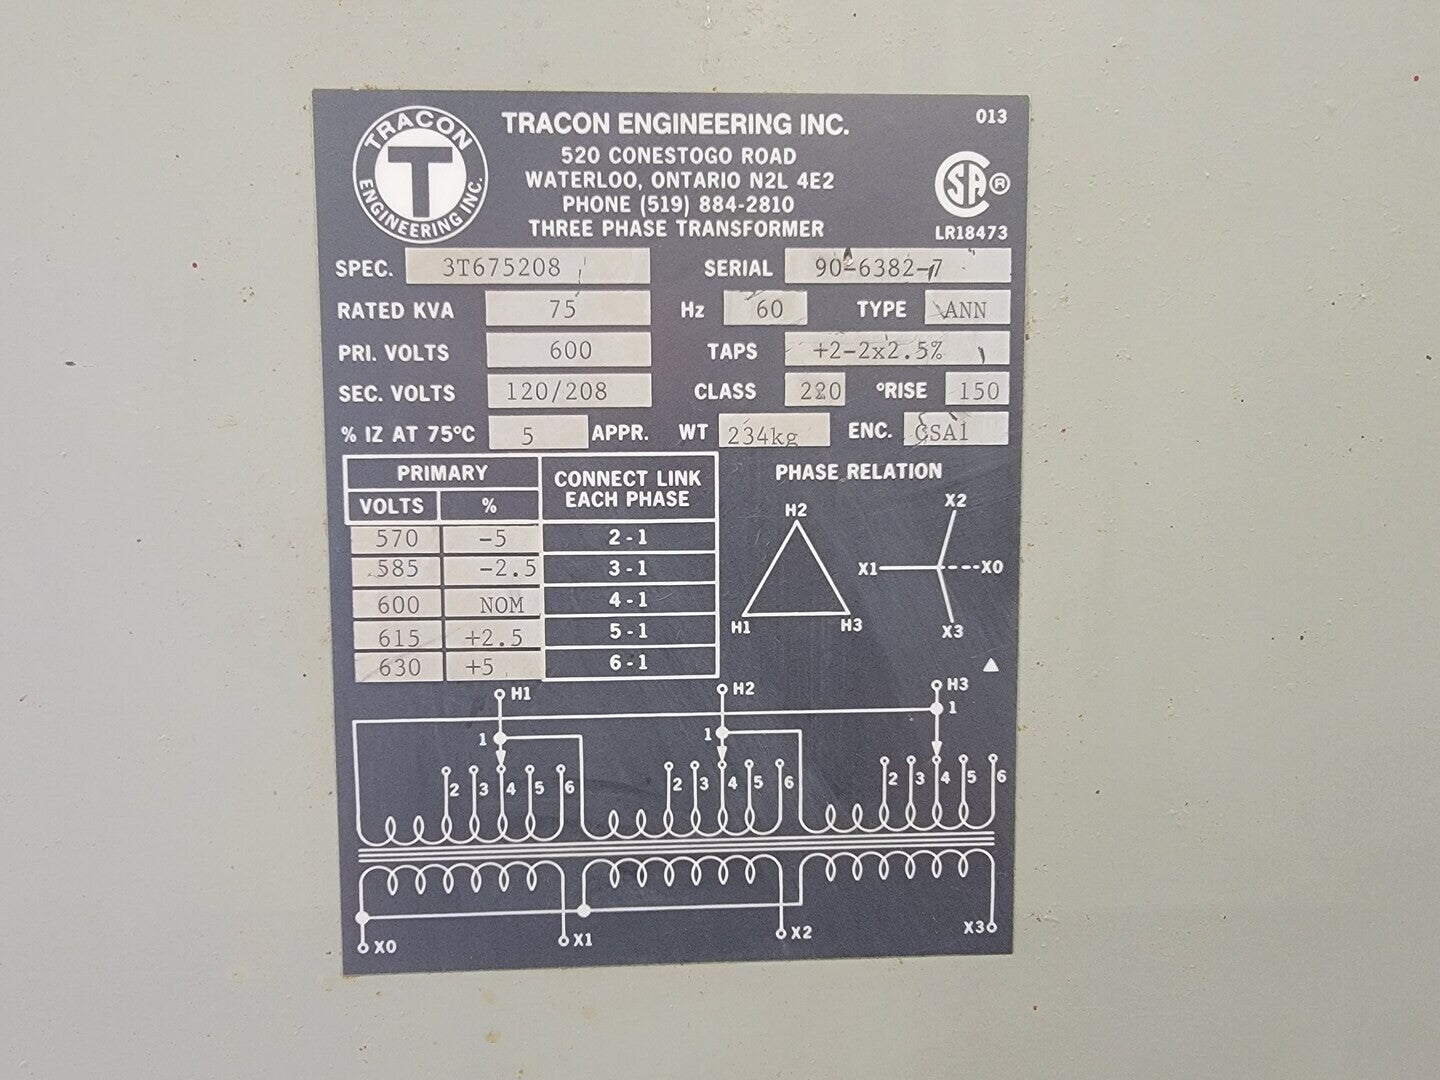 TRACON
ENGINEERING INC.
T
TRACON ENGINEERING INC.
520 CONESTOGO ROAD
WATERLOO, ONTARIO N2L 4E2
PHONE (519) 884-2810
THREE PHASE TRANSFORMER
013
SA ®
LR18473
SPEC. 3T675208 SERIAL 90-6382-7
RATED KVA 75 Hz 60 TYPE ANN
PRI. VOLTS 600 TAPS +2-2x2.5%
SEC. VOLTS 120/208 CLASS 220 °RISE 150
% IZ AT 75°C 5 APPR. WT 234kg ENC. CSA1
PRIMARY CONNECT LINK
VOLTS % EACH PHASE
570 -5 2-1
585 -2.5 3-1
600 NOM 4-1
615 +2.5 5-1
630 +5 6-1
PHASE RELATION
H2
H1 H3
X2
X1 X0
X3
H1 H2 H3
1 1 1
2 3 4 5 6 2 3 4 5 6 2 3 4 5 6
X0 X1 X2 X3